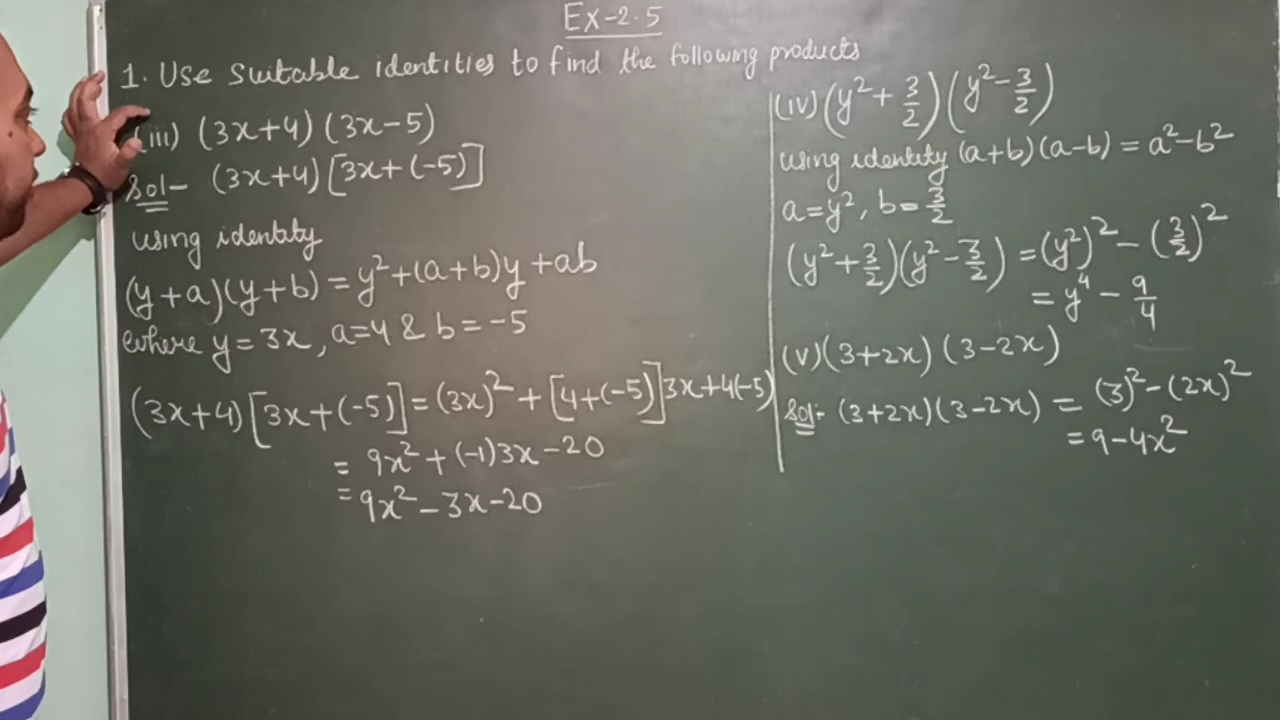 Ex-2.5
1. Use suitable identities to find the following products
(iii) (3x+4) (3x-5)
Sol- (3x+4) [3x+(-5)]
using identity
(y+a)(y+b) = y²+(a+b)y+ab
where y=3x, a=4 & b=-5
(3x+4)[3x+(-5)] = (3x)² + [4+(-5)]3x+4(-5)
= 9x² + (-1)3x-20
= 9x² - 3x-20
(iv) (y² + 3/2) (y² - 3/2)
using identity (a+b)(a-b) = a²-b²
a=y², b=3/2
(y²+3/2)(y²-3/2) = (y²)² - (3/2)²
= y⁴ - 9/4
(v) (3+2x) (3-2x)
Sol:- (3+2x)(3-2x) = (3)²-(2x)²
= 9-4x²